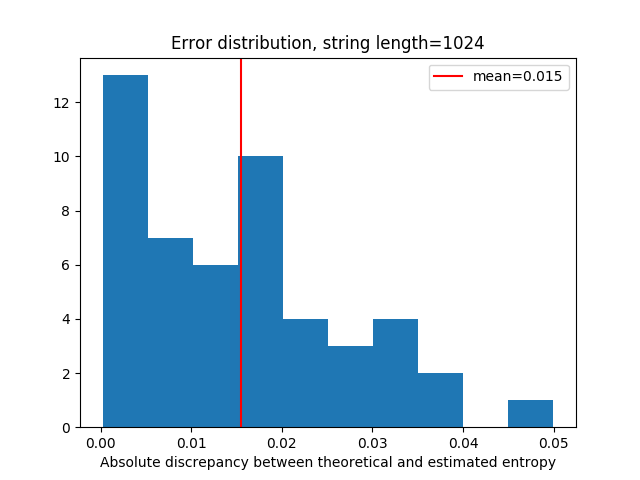 Error distribution, string length=1024
mean=0.015
12
10
8
6
4
2
0
0.00 0.01 0.02 0.03 0.04 0.05
Absolute discrepancy between theoretical and estimated entropy